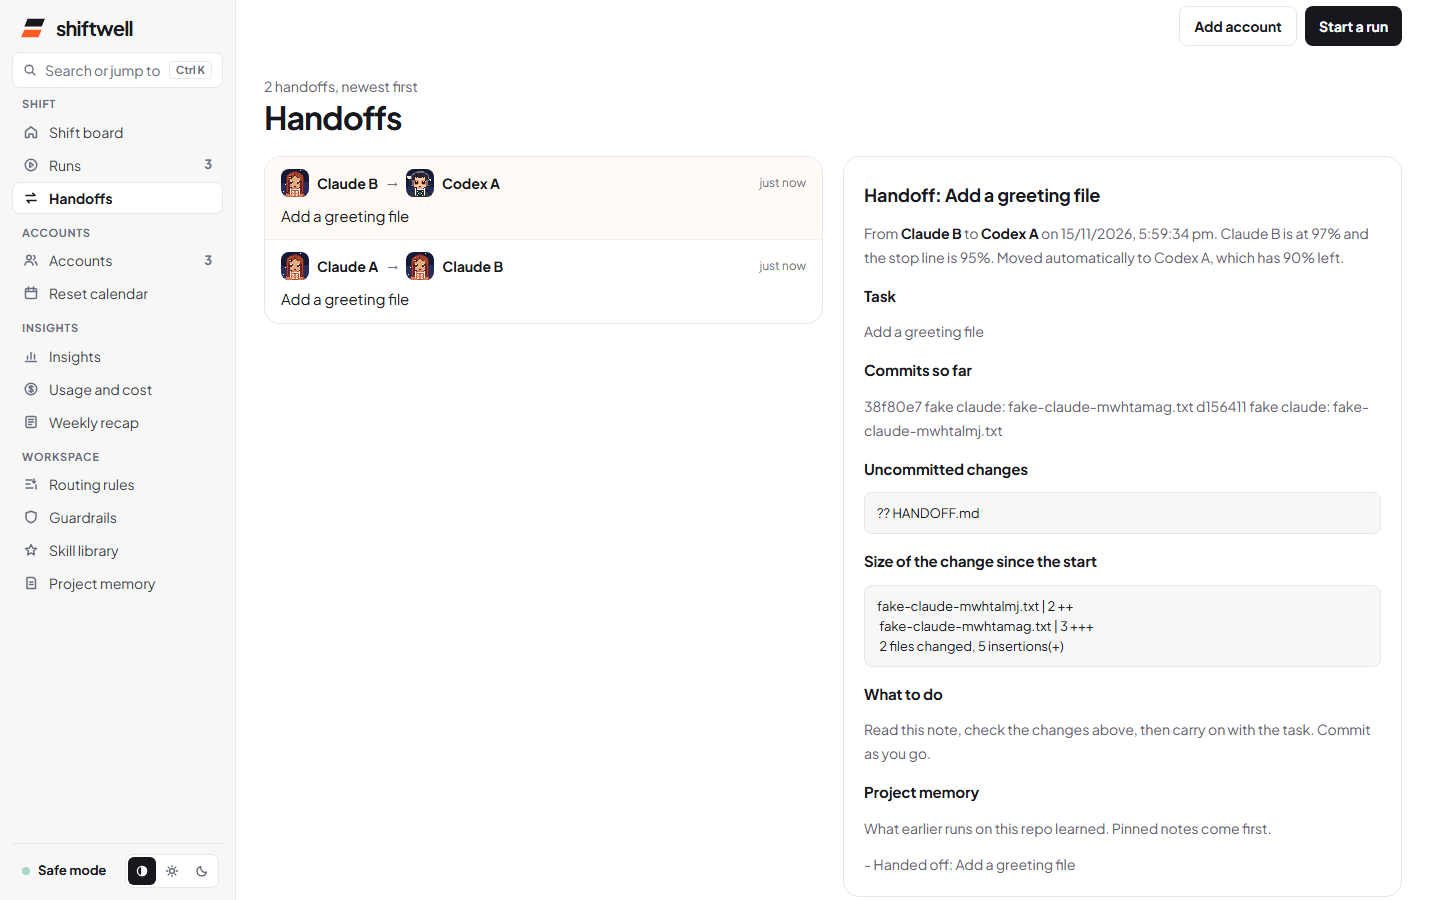 shiftwell
Search or jump to
Ctrl K
SHIFT
Shift board
Runs 3
Handoffs
ACCOUNTS
Accounts 3
Reset calendar
INSIGHTS
Insights
Usage and cost
Weekly recap
WORKSPACE
Routing rules
Guardrails
Skill library
Project memory
Safe mode
Add account
Start a run
2 handoffs, newest first
Handoffs
Claude B → Codex A just now
Add a greeting file
Claude A → Claude B just now
Add a greeting file
Handoff: Add a greeting file
From Claude B to Codex A on 15/11/2026, 5:59:34 pm. Claude B is at 97% and
the stop line is 95%. Moved automatically to Codex A, which has 90% left.
Task
Add a greeting file
Commits so far
38f80e7 fake claude: fake-claude-mwhtamag.txt d156411 fake claude: fake-
claude-mwhtalmj.txt
Uncommitted changes
?? HANDOFF.md
Size of the change since the start
fake-claude-mwhtalmj.txt | 2 ++
fake-claude-mwhtamag.txt | 3 +++
2 files changed, 5 insertions(+)
What to do
Read this note, check the changes above, then carry on with the task. Commit
as you go.
Project memory
What earlier runs on this repo learned. Pinned notes come first.
- Handed off: Add a greeting file